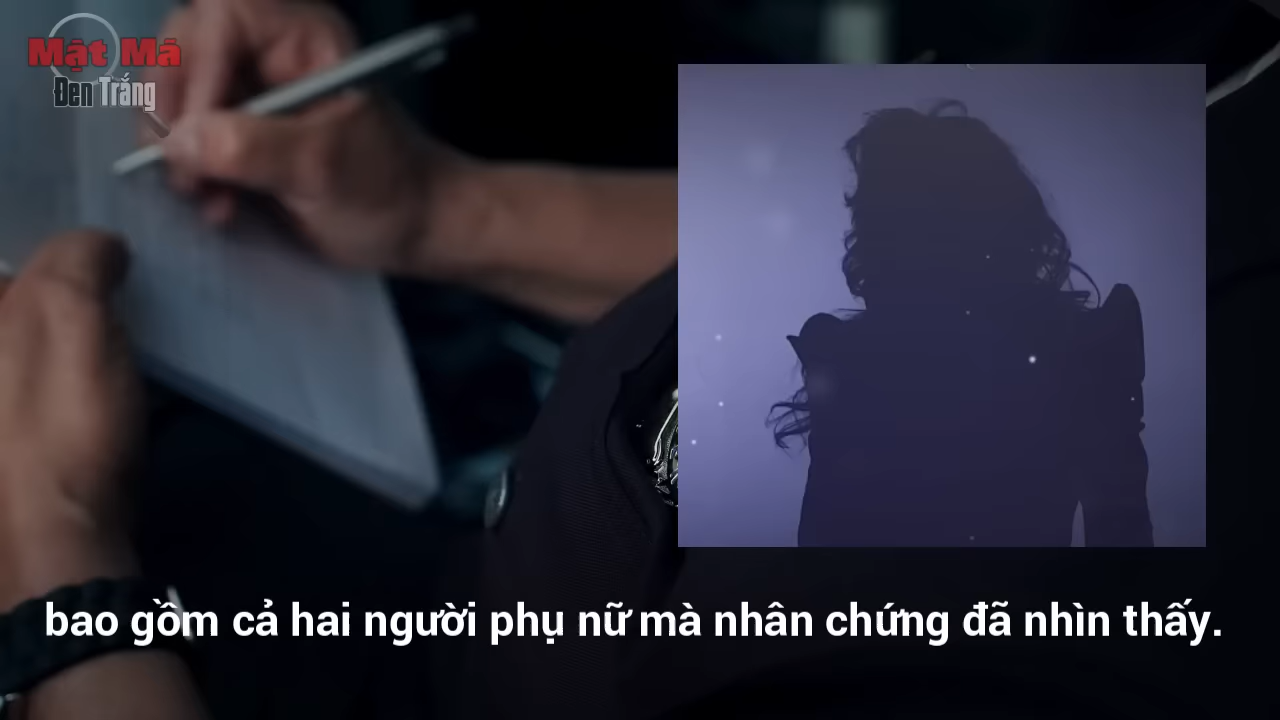 Mật Mã
Đen Trắng
bao gồm cả hai người phụ nữ mà nhân chứng đã nhìn thấy.